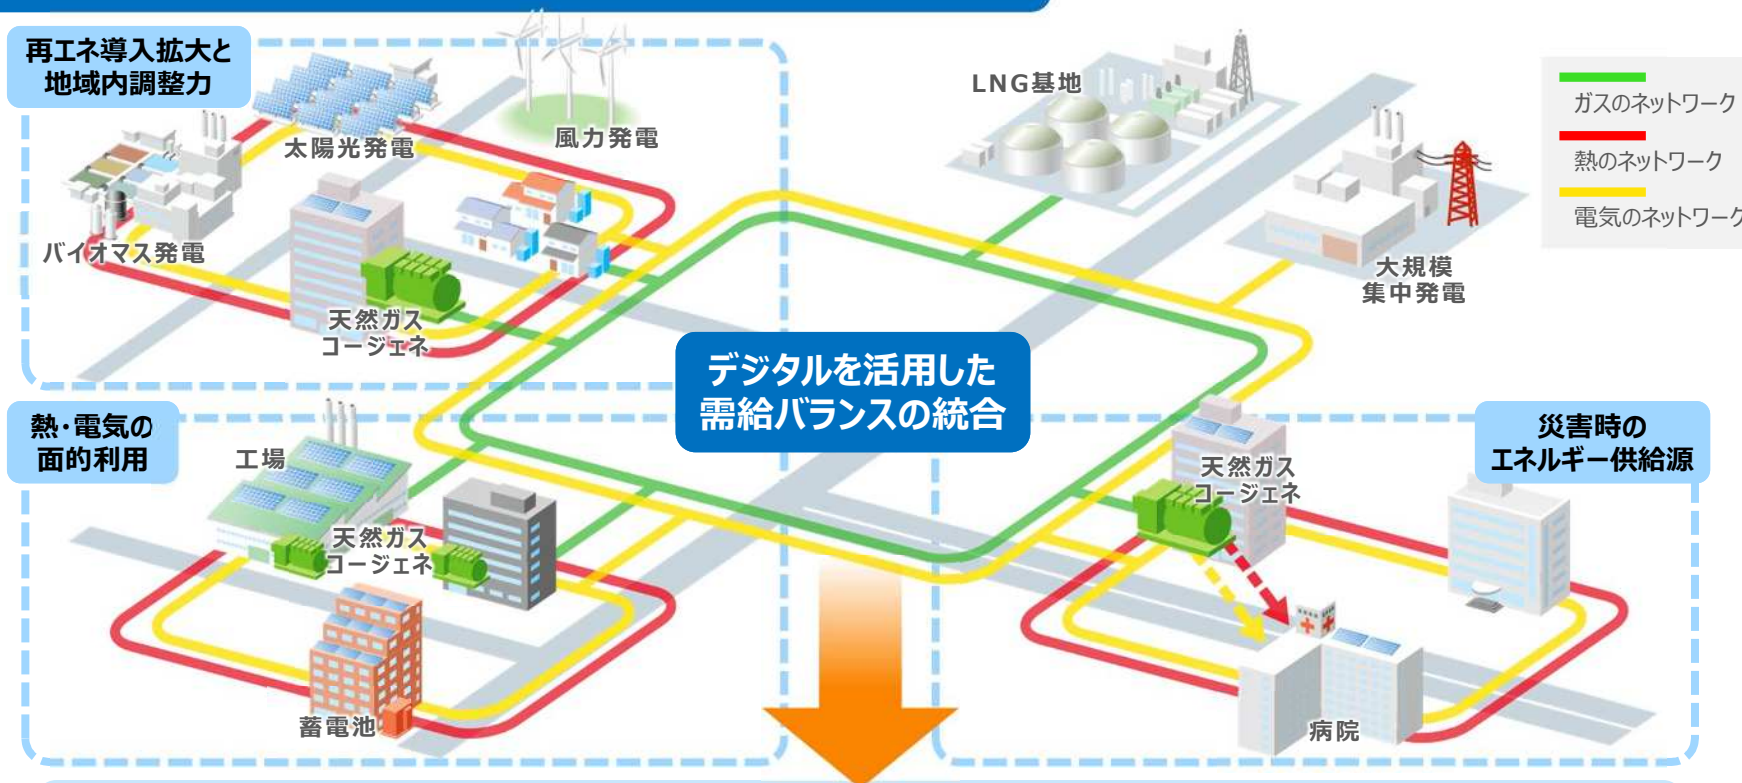 再エネ導入拡大と
地域内調整力
太陽光発電
風力発電
バイオマス発電
天然ガス
コージェネ
LNG基地
大規模
集中発電
ガスのネットワーク
熱のネットワーク
電気のネットワーク
デジタルを活用した
需給バランスの統合
熱・電気の
面的利用
工場
天然ガス
コージェネ
蓄電池
災害時の
エネルギー供給源
天然ガス
コージェネ
病院